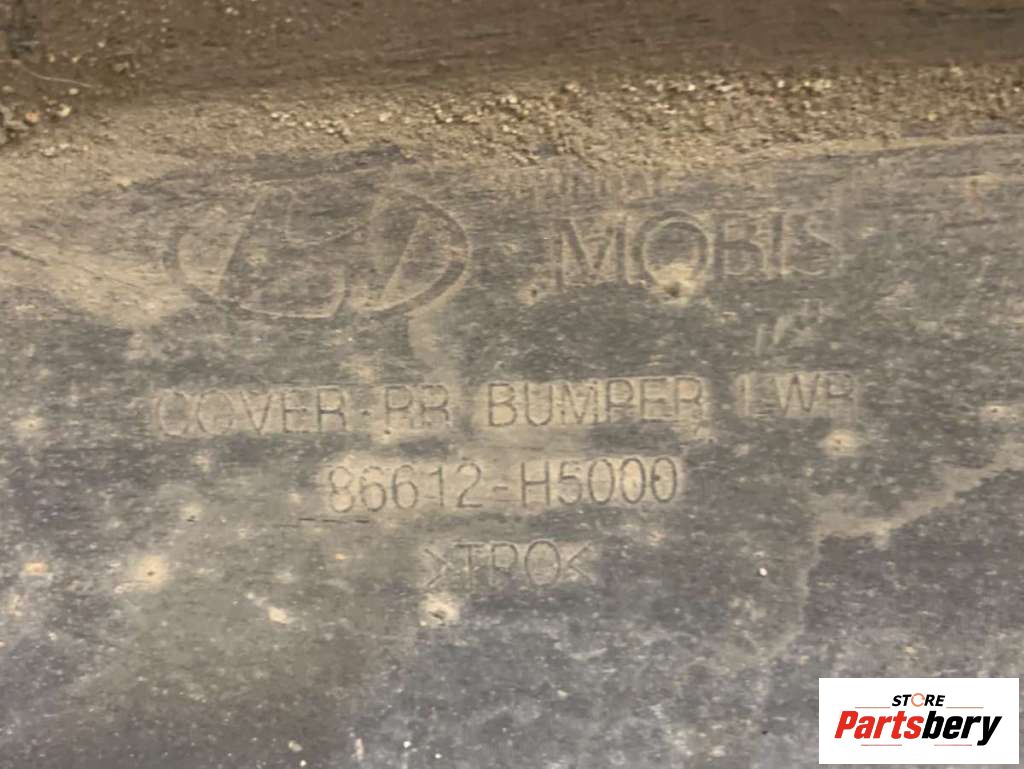 MOBIS
COVER-RR BUMPER LWR
86612-H5000
>TPO<
STORE
Partsbery